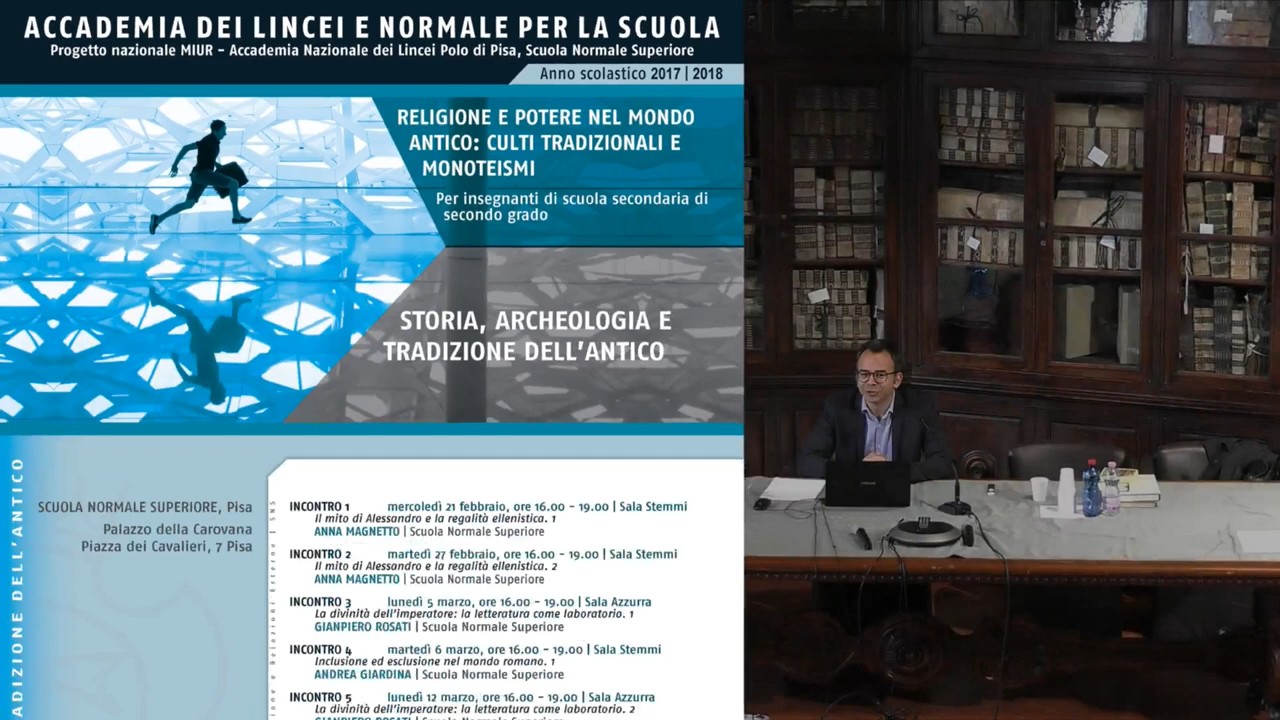 ACCADEMIA DEI LINCEI E NORMALE PER LA SCUOLA
Progetto nazionale MIUR – Accademia Nazionale dei Lincei Polo di Pisa, Scuola Normale Superiore
Anno scolastico 2017 | 2018
RELIGIONE E POTERE NEL MONDO
ANTICO: CULTI TRADIZIONALI E
MONOTEISMI
Per insegnanti di scuola secondaria di
secondo grado
STORIA, ARCHEOLOGIA E
TRADIZIONE DELL'ANTICO
ADIZIONE DELL'ANTICO
SCUOLA NORMALE SUPERIORE, Pisa
Palazzo della Carovana
Piazza dei Cavalieri, 7 Pisa
ione e Relazioni Esterne | SNS
INCONTRO 1 mercoledì 21 febbraio, ore 16.00 – 19.00 | Sala Stemmi
Il mito di Alessandro e la regalità ellenistica. 1
ANNA MAGNETTO | Scuola Normale Superiore
INCONTRO 2 martedì 27 febbraio, ore 16.00 – 19.00 | Sala Stemmi
Il mito di Alessandro e la regalità ellenistica. 2
ANNA MAGNETTO | Scuola Normale Superiore
INCONTRO 3 lunedì 5 marzo, ore 16.00 – 19.00 | Sala Azzurra
La divinità dell'imperatore: la letteratura come laboratorio. 1
GIANPIERO ROSATI | Scuola Normale Superiore
INCONTRO 4 martedì 6 marzo, ore 16.00 – 19.00 | Sala Stemmi
Inclusione ed esclusione nel mondo romano. 1
ANDREA GIARDINA | Scuola Normale Superiore
INCONTRO 5 lunedì 12 marzo, ore 16.00 – 19.00 | Sala Azzurra
La divinità dell'imperatore: la letteratura come laboratorio. 2
GIANPIERO ROSATI | Scuola Normale Superiore